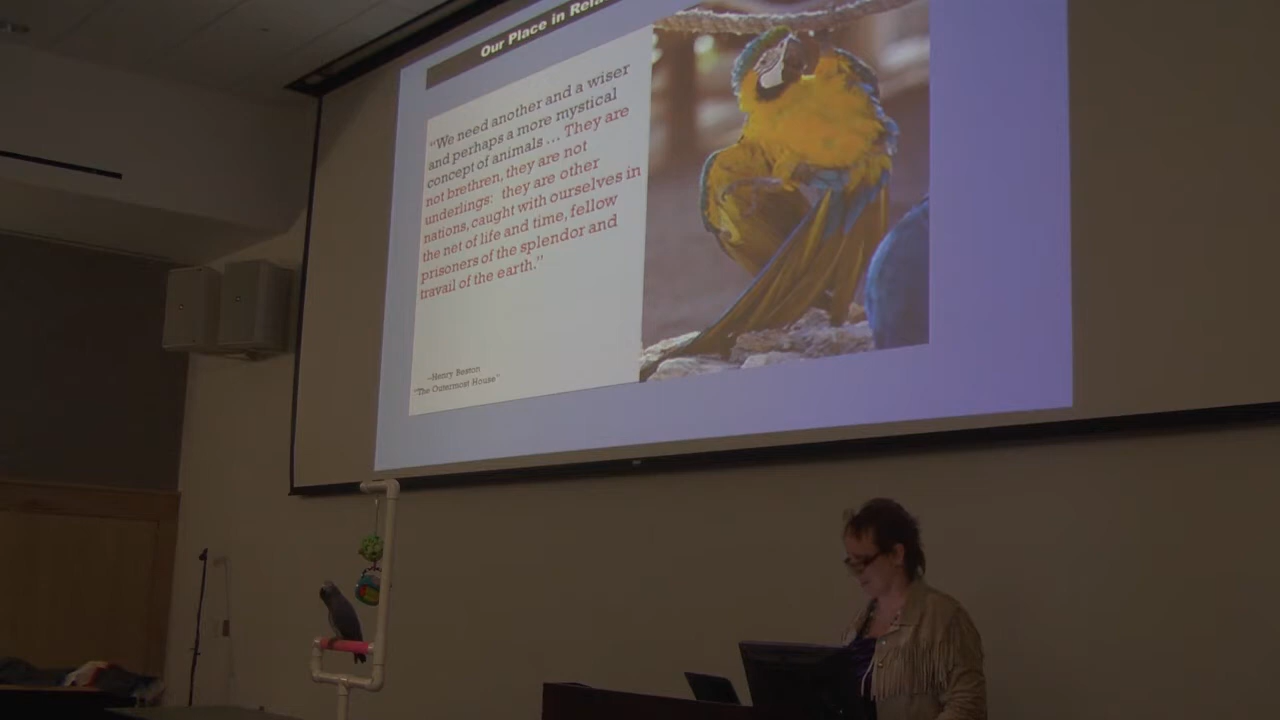 Our Place in Rela
“We need another and a wiser
and perhaps a more mystical
concept of animals ... They are
not brethren, they are not
underlings: they are other
nations, caught with ourselves in
the net of life and time, fellow
prisoners of the splendor and
travail of the earth.”
--Henry Beston
"The Outermost House"